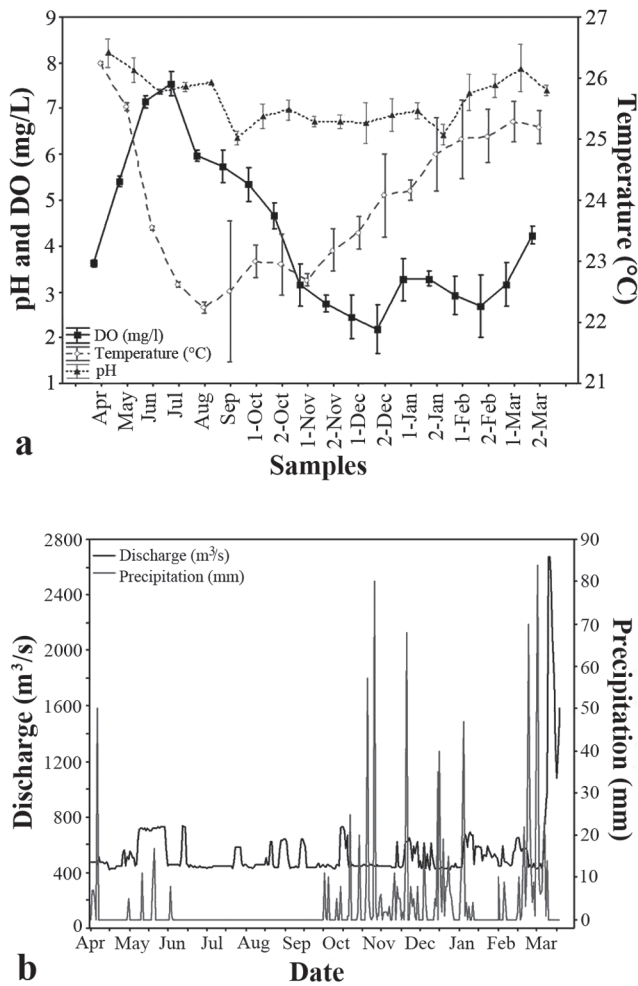 9
8
7
6
5
4
3
2
1
pH and DO (mg/L)
27
26
25
24
23
22
21
Temperature (°C)
DO (mg/l)
Temperature (°C)
pH
Apr
May
Jun
Jul
Aug
Sep
1-Oct
2-Oct
1-Nov
2-Nov
1-Dec
2-Dec
1-Jan
2-Jan
1-Feb
2-Feb
1-Mar
2-Mar
a
Samples
2800
2400
2000
1600
1200
800
400
0
Discharge (m³/s)
90
80
70
60
50
40
30
20
10
0
Precipitation (mm)
Discharge (m³/s)
Precipitation (mm)
Apr May Jun Jul Aug Sep Oct Nov Dec Jan Feb Mar
b
Date